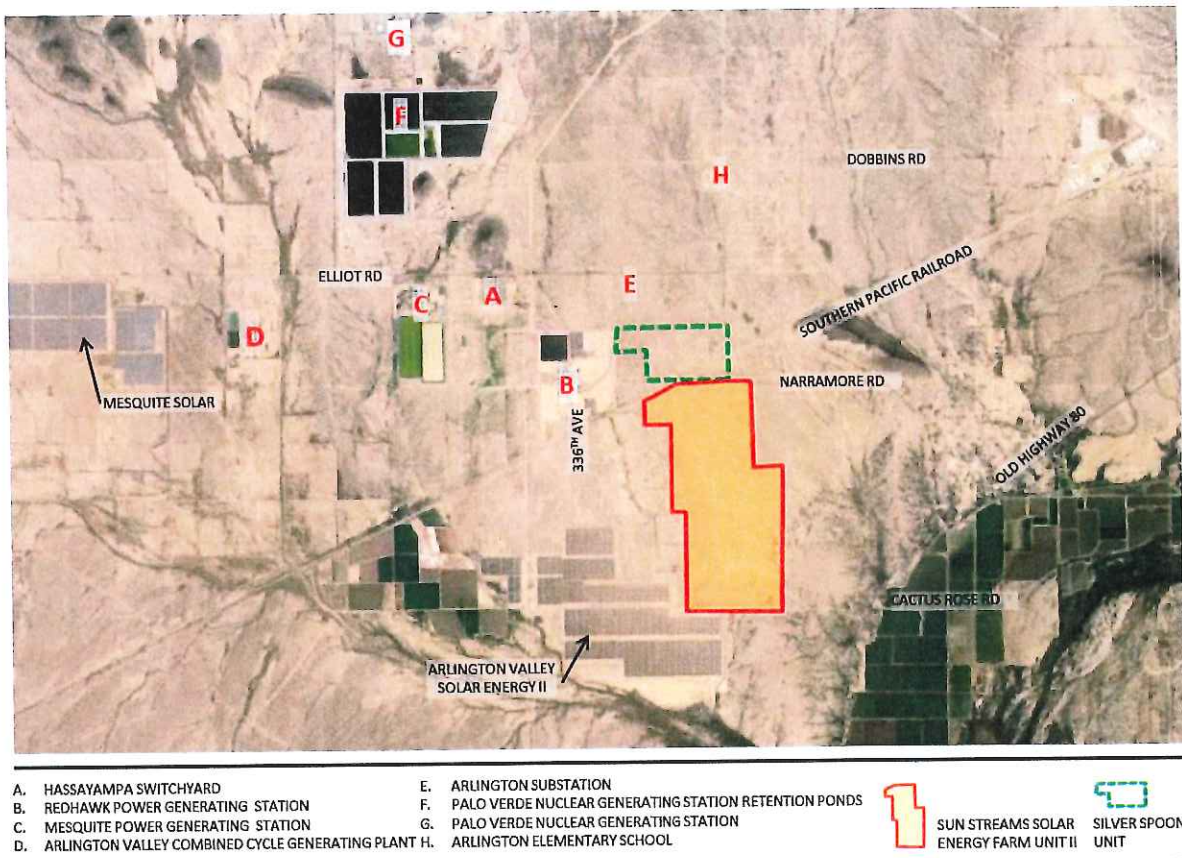 G
F
DOBBINS RD
H
ELLIOT RD
E
A
C
SOUTHERN PACIFIC RAILROAD
D
B
NARRAMORE RD
MESQUITE SOLAR
336TH AVE
OLD HIGHWAY 80
CACTUS ROSE RD
ARLINGTON VALLEY
SOLAR ENERGY II
A. HASSAYAMPA SWITCHYARD
B. REDHAWK POWER GENERATING STATION
C. MESQUITE POWER GENERATING STATION
D. ARLINGTON VALLEY COMBINED CYCLE GENERATING PLANT
E. ARLINGTON SUBSTATION
F. PALO VERDE NUCLEAR GENERATING STATION RETENTION PONDS
G. PALO VERDE NUCLEAR GENERATING STATION
H. ARLINGTON ELEMENTARY SCHOOL
SUN STREAMS SOLAR
ENERGY FARM UNIT II
SILVER SPOON
UNIT